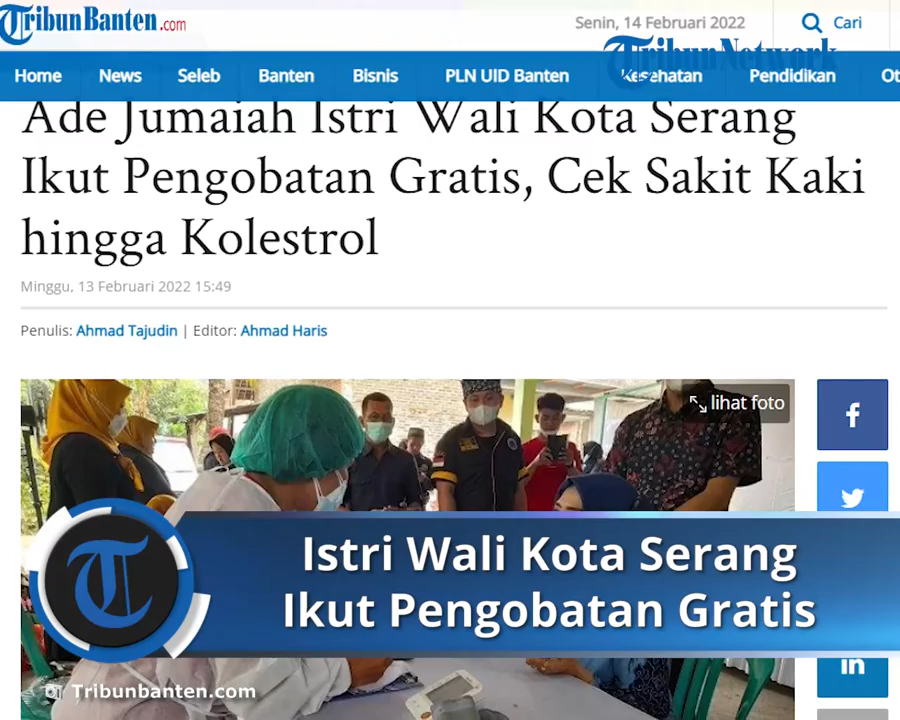 TribunBanten.com
Senin, 14 Februari 2022
Cari
TribunNetwork
Home News Seleb Banten Bisnis PLN UID Banten Kesehatan Pendidikan Ot
Ade Jumaiah Istri Wali Kota Serang
Ikut Pengobatan Gratis, Cek Sakit Kaki
hingga Kolestrol
Minggu, 13 Februari 2022 15:49
Penulis: Ahmad Tajudin | Editor: Ahmad Haris
lihat foto
f
Istri Wali Kota Serang
Ikut Pengobatan Gratis
T
in
Tribunbanten.com